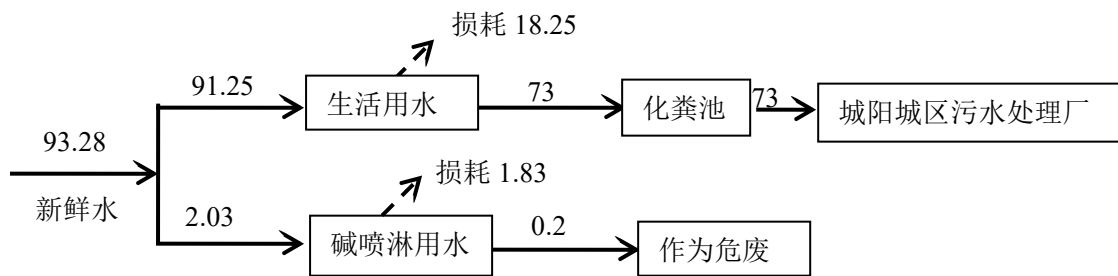 损耗 18.25
91.25
生活用水
73
化粪池
73
城阳城区污水处理厂
93.28
新鲜水
损耗 1.83
2.03
碱喷淋用水
0.2
作为危废